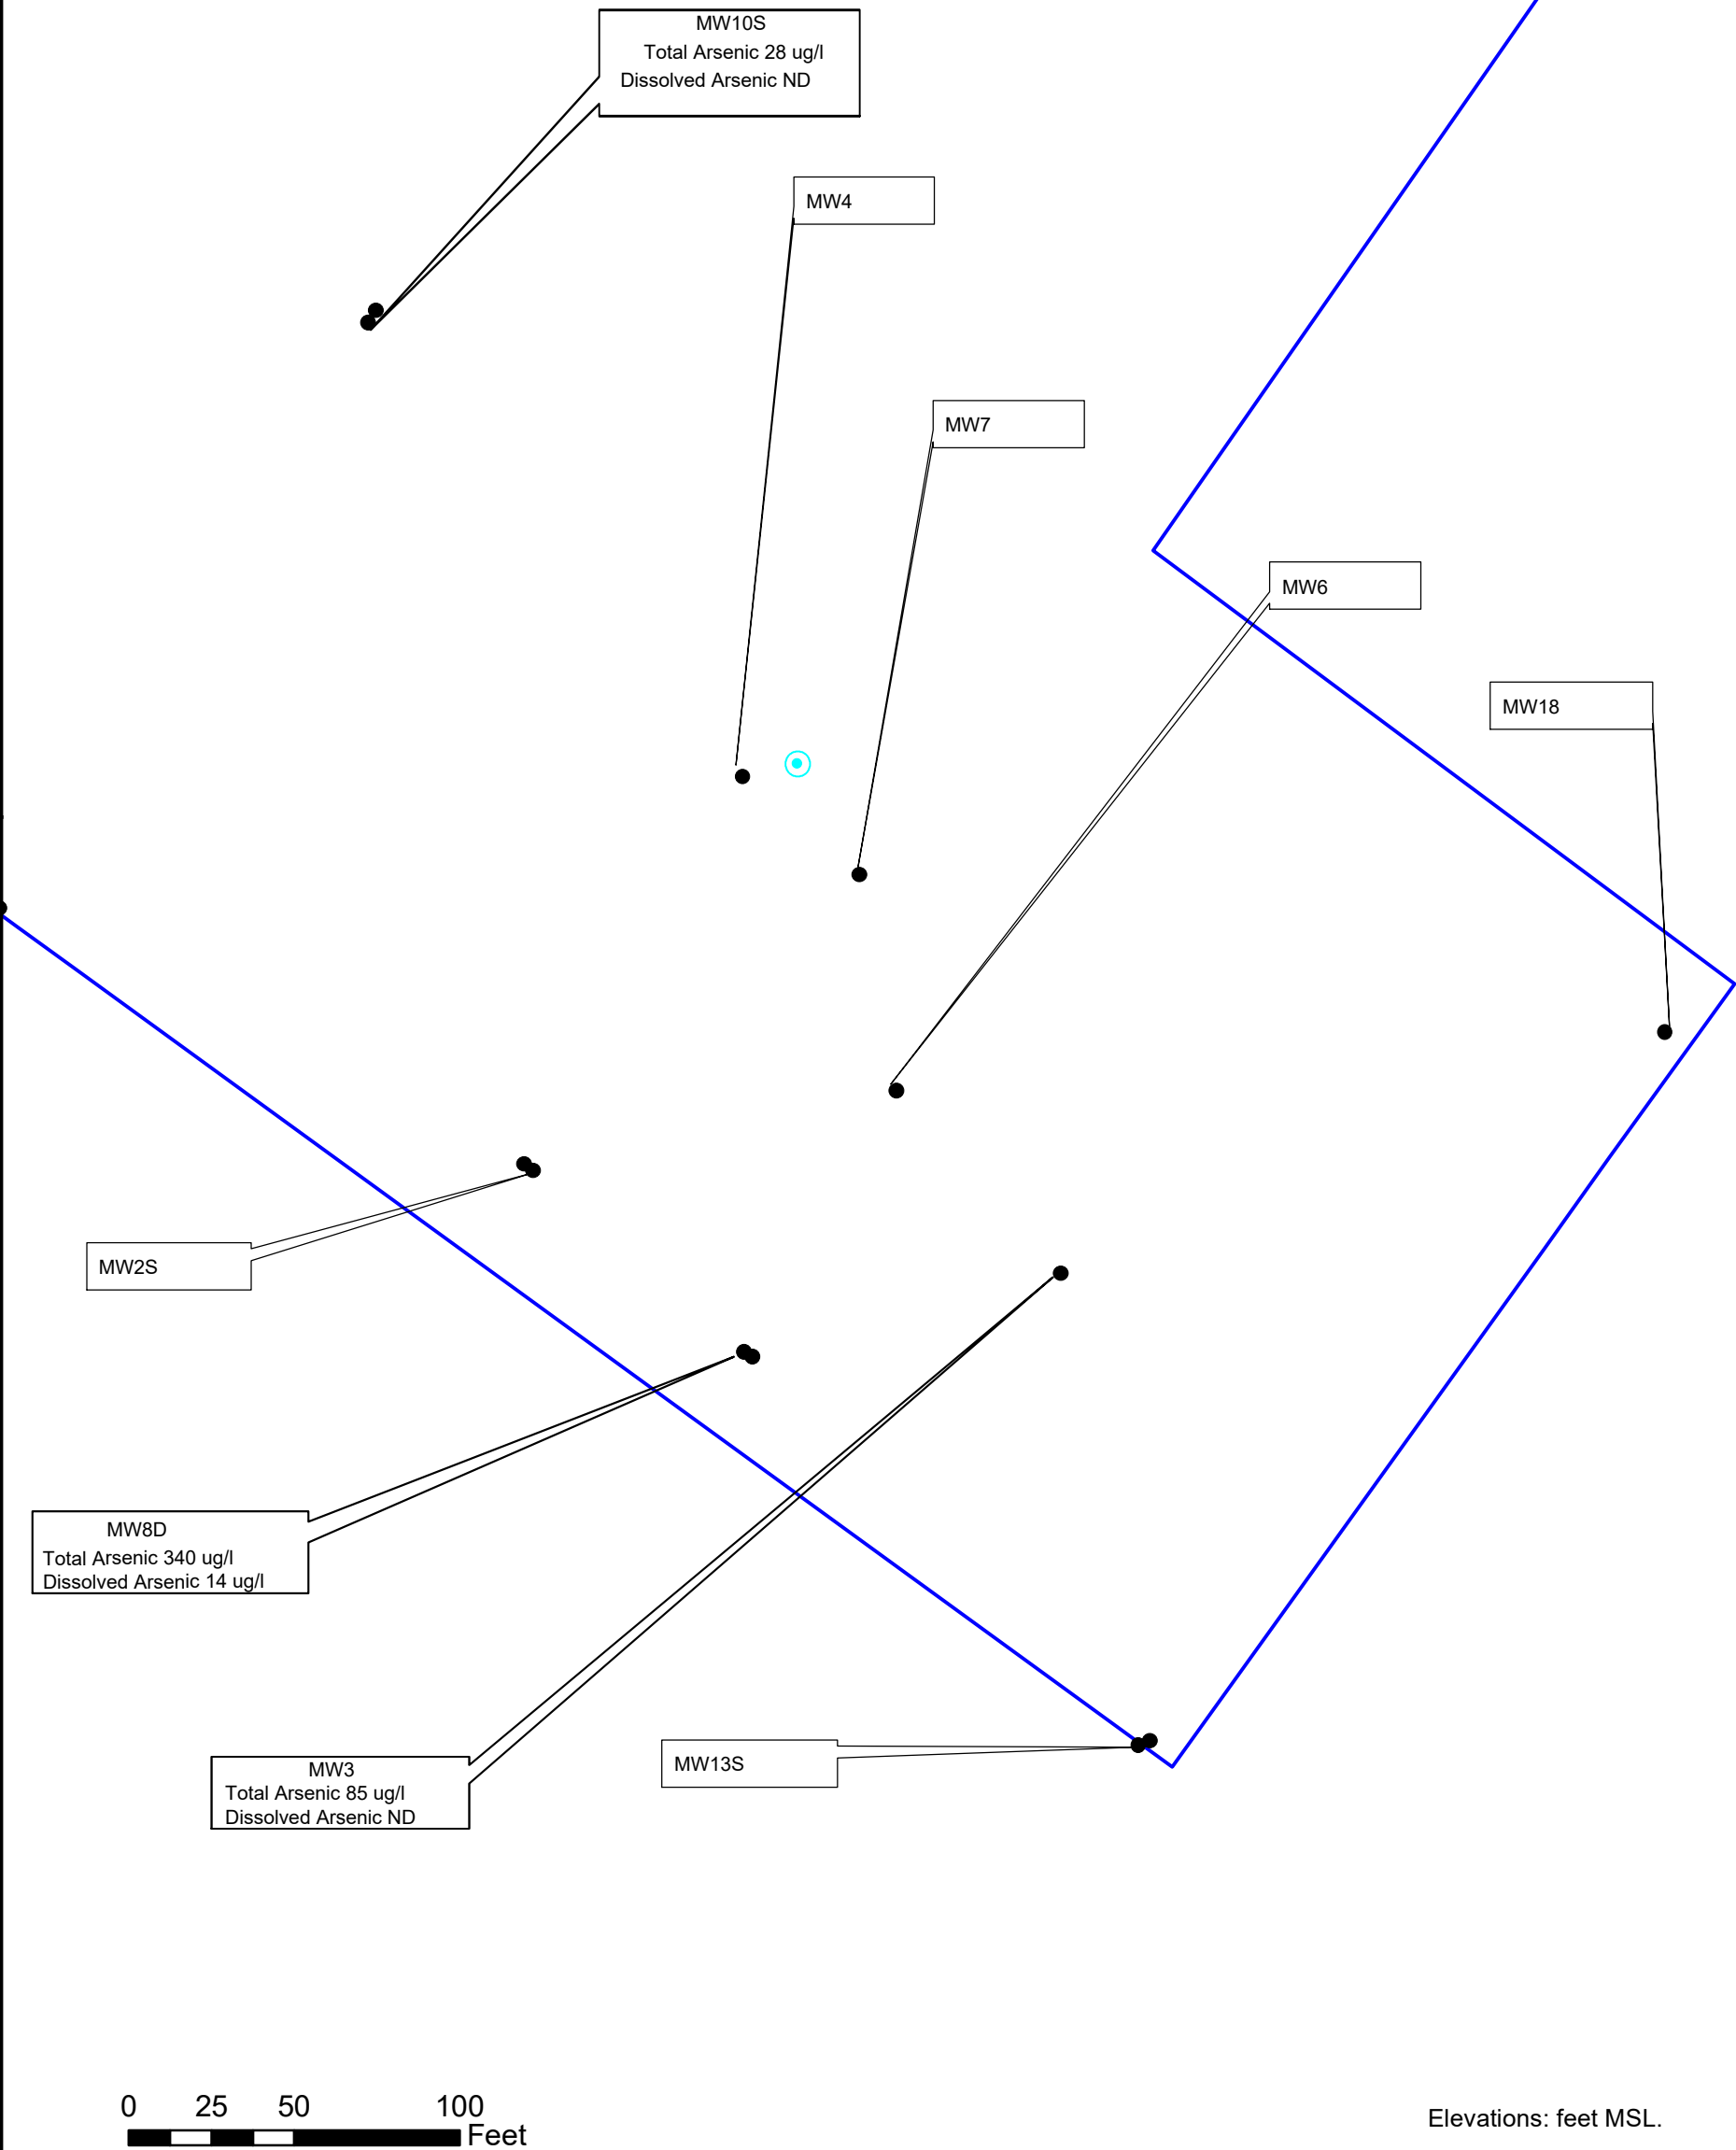 MW10S
Total Arsenic 28 ug/l
Dissolved Arsenic ND
MW4
MW7
MW6
MW18
MW2S
MW8D
Total Arsenic 340 ug/l
Dissolved Arsenic 14 ug/l
MW3
Total Arsenic 85 ug/l
Dissolved Arsenic ND
MW13S
0 25 50 100
Feet
Elevations: feet MSL.